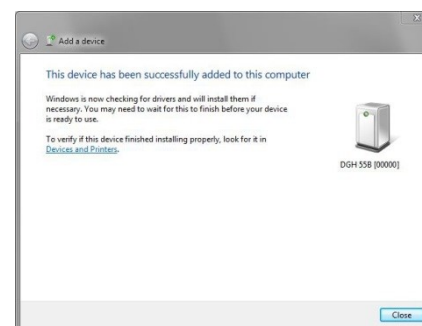 Add a device
This device has been successfully added to this computer
Windows is now checking for drivers and will install them if
necessary. You may need to wait for this to finish before your device
is ready to use.
To verify if this device finished installing properly, look for it in
Devices and Printers.
DGH 55B [00000]
Close